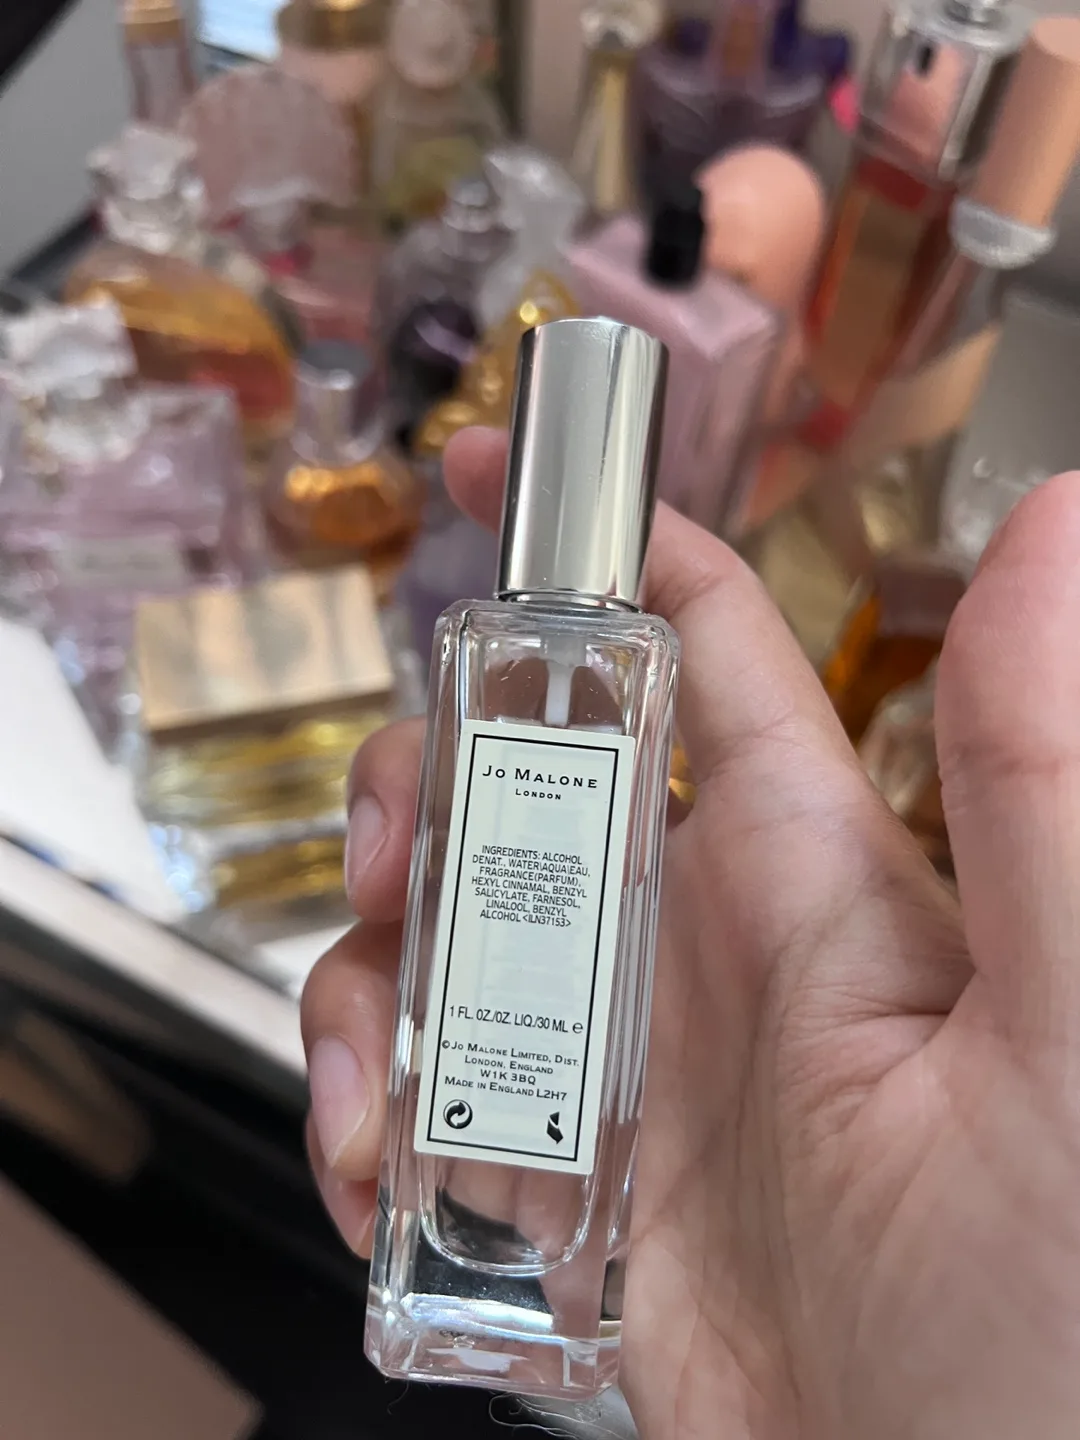 JO MALONE
LONDON
INGREDIENTS: ALCOHOL
DENAT., WATER\AQUA\EAU,
FRAGRANCE(PARFUM),
HEXYL CINNAMAL, BENZYL
SALICYLATE, FARNESOL,
LINALOOL, BENZYL
ALCOHOL <ILN37153>
1 FL. OZ./OZ. LIQ./30 ML ℮
©JO MALONE LIMITED, DIST.
LONDON, ENGLAND
W1K 3BQ
MADE IN ENGLAND L2H7